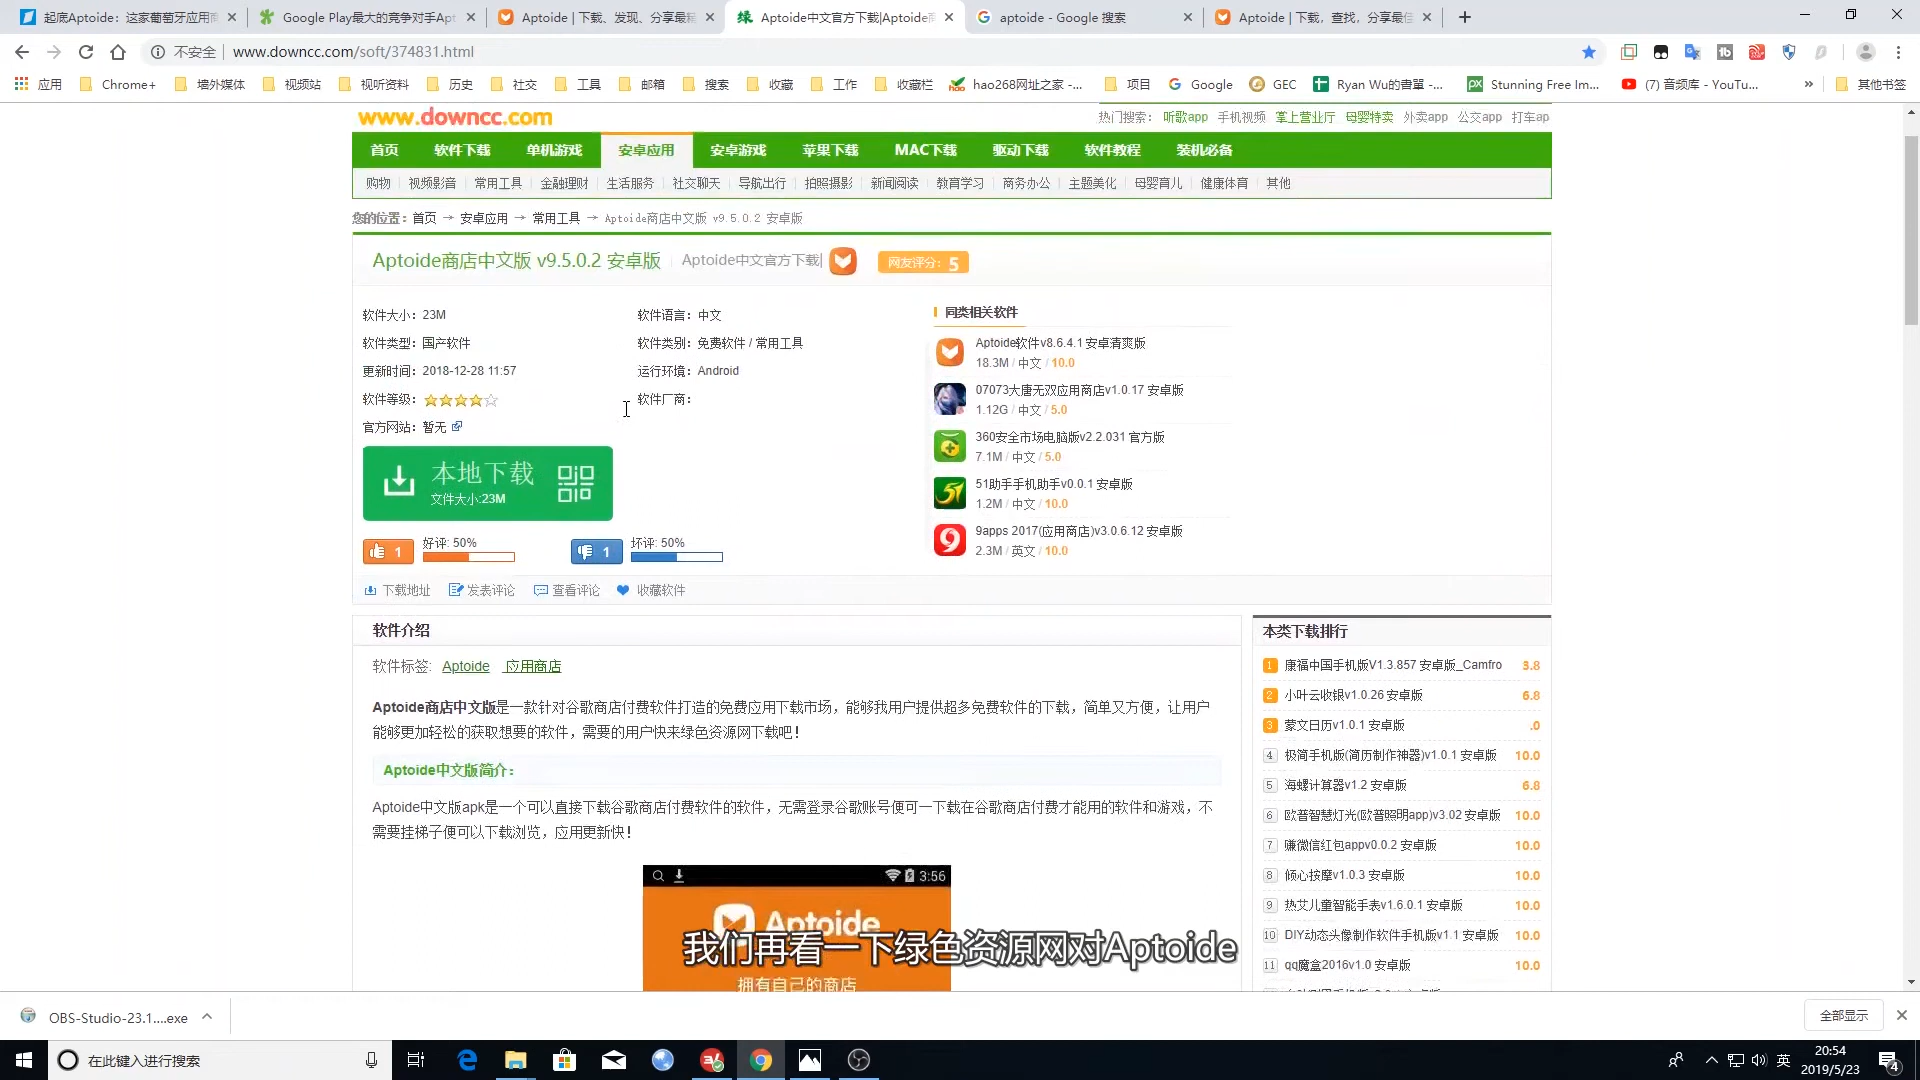 起底Aptoide：这家葡萄牙应用商
Google Play最大的竞争对手Apt
Aptoide | 下载、发现、分享最新
Aptoide中文官方下载|Aptoide商
aptoide - Google 搜索
Aptoide | 下载，查找，分享最佳
不安全
www.downcc.com/soft/374831.html
应用
Chrome+
墙外媒体
视频站
视听资料
历史
社交
工具
邮箱
搜索
收藏
工作
收藏栏
hao268网址之家 -...
项目
Google
GEC
Ryan Wu的書單 -...
Stunning Free Im...
(7) 音频库 - YouTu...
其他书签
www.downcc.com
热门搜索： 听歌app 手机视频 掌上营业厅 母婴特卖 外卖app 公交app 打车ap
首页 软件下载 单机游戏 安卓应用 安卓游戏 苹果下载 MAC下载 驱动下载 软件教程 装机必备
购物 视频影音 常用工具 金融理财 生活服务 社交聊天 导航出行 拍照摄影 新闻阅读 教育学习 商务办公 主题美化 母婴育儿 健康体育 其他
您的位置：首页 → 安卓应用 → 常用工具 → Aptoide商店中文版 v9.5.0.2 安卓版
Aptoide商店中文版 v9.5.0.2 安卓版
Aptoide中文官方下载|
网友评分： 5
软件大小：23M
软件语言：中文
软件类型：国产软件
软件类别：免费软件 / 常用工具
更新时间：2018-12-28 11:57
运行环境：Android
软件等级：
软件厂商：
官方网站：暂无
本地下载
文件大小:23M
1
好评: 50%
1
坏评: 50%
下载地址
发表评论
查看评论
收藏软件
同类相关软件
Aptoide软件v8.6.4.1 安卓清爽版
18.3M / 中文 / 10.0
07073大唐无双应用商店v1.0.17 安卓版
1.12G / 中文 / 5.0
360安全市场电脑版v2.2.031 官方版
7.1M / 中文 / 5.0
51助手手机助手v0.0.1 安卓版
1.2M / 中文 / 10.0
9apps 2017(应用商店)v3.0.6.12 安卓版
2.3M / 英文 / 10.0
软件介绍
软件标签: Aptoide 应用商店
Aptoide商店中文版是一款针对谷歌商店付费软件打造的免费应用下载市场，能够我用户提供超多免费软件的下载，简单又方便，让用户
能够更加轻松的获取想要的软件，需要的用户快来绿色资源网下载吧！
Aptoide中文版简介：
Aptoide中文版apk是一个可以直接下载谷歌商店付费软件的软件，无需登录谷歌账号便可一下载在谷歌商店付费才能用的软件和游戏，不
需要挂梯子便可以下载浏览，应用更新快！
3:56
Aptoide
拥有自己的商店
我们再看一下绿色资源网对Aptoide
本类下载排行
1 康福中国手机版V1.3.857 安卓版_Camfro 3.8
2 小叶云收银v1.0.26 安卓版 6.8
3 蒙文日历v1.0.1 安卓版 .0
4 极简手机版(简历制作神器)v1.0.1 安卓版 10.0
5 海螺计算器v1.2 安卓版 6.8
6 欧普智慧灯光(欧普照明app)v3.02 安卓版 10.0
7 赚微信红包appv0.0.2 安卓版 10.0
8 倾心按摩v1.0.3 安卓版 10.0
9 热艾儿童智能手表v1.6.0.1 安卓版 10.0
10 DIY动态头像制作软件手机版v1.1 安卓版 10.0
11 qq魔盒2016v1.0 安卓版 10.0
OBS-Studio-23.1....exe
全部显示
在此键入进行搜索
英
20:54
2019/5/23
4